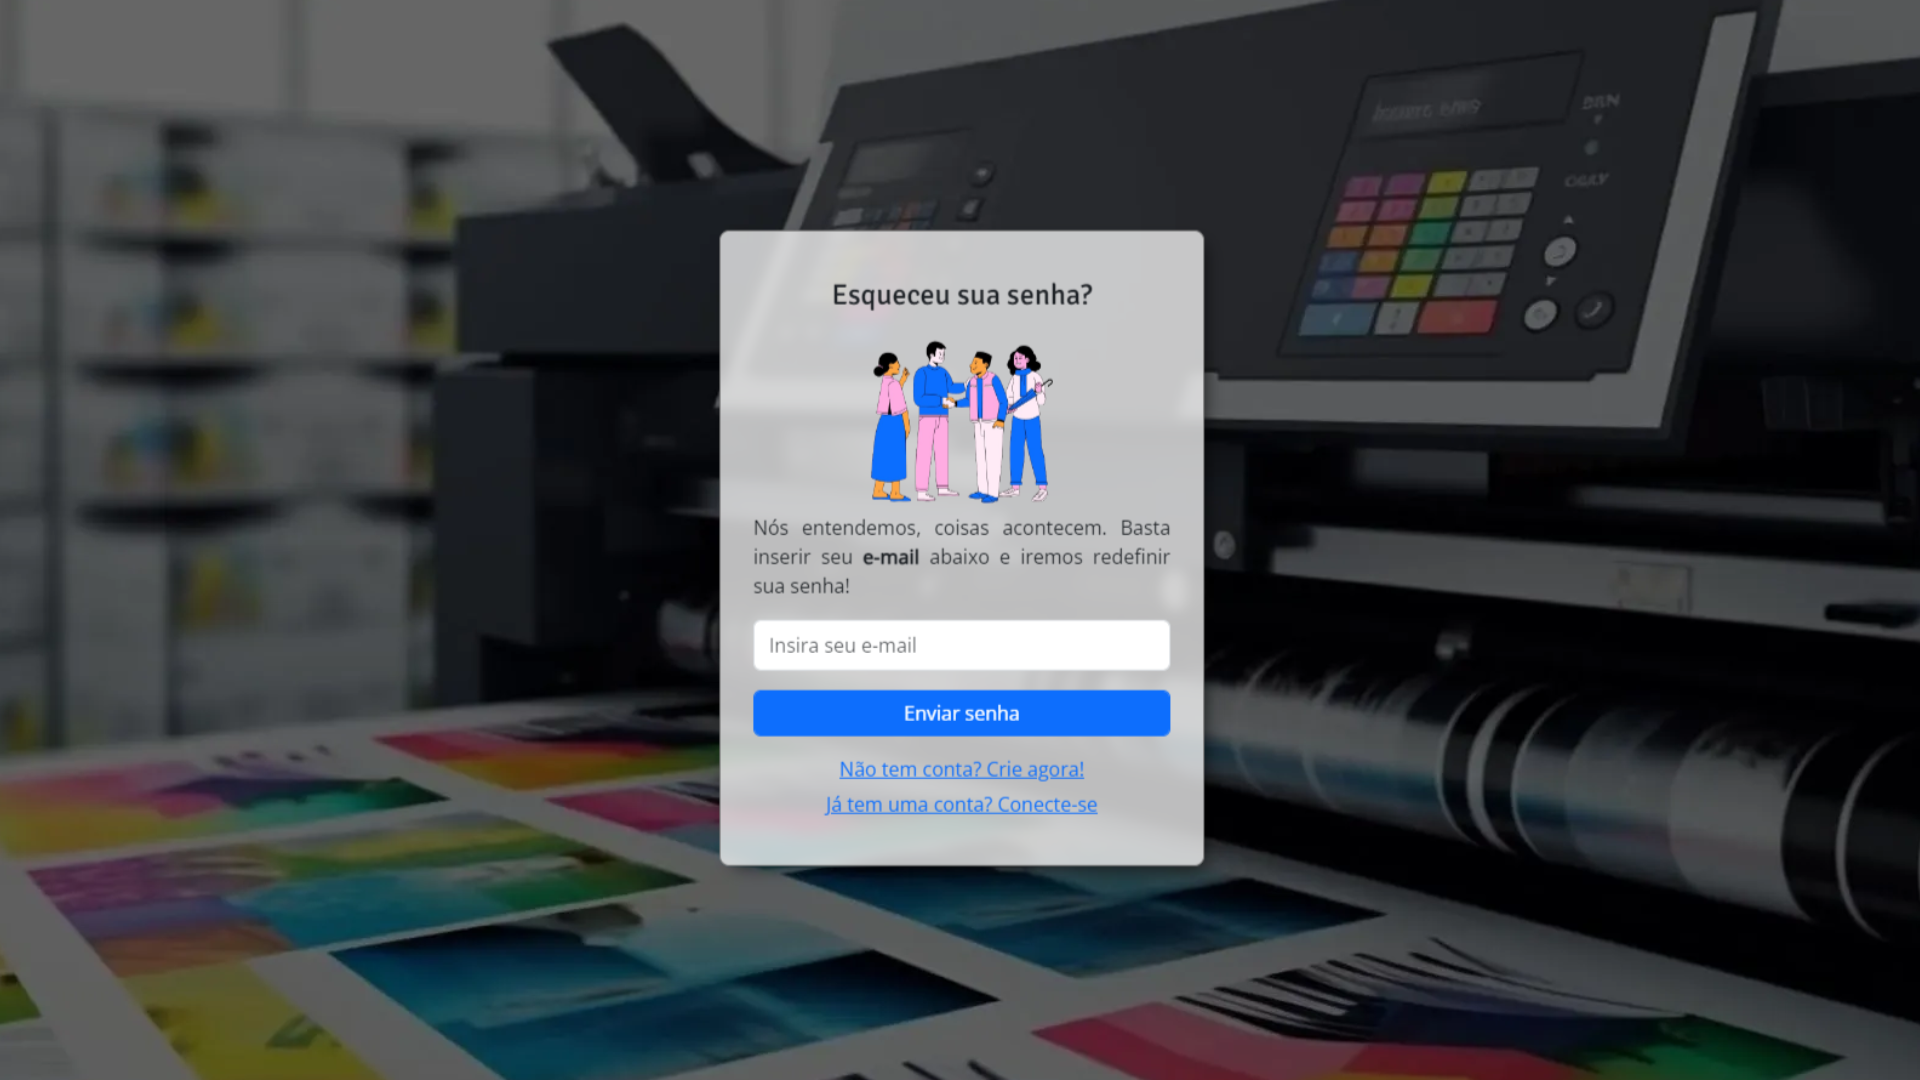 Esqueceu sua senha?
Nós entendemos, coisas acontecem. Basta
inserir seu e-mail abaixo e iremos redefinir
sua senha!
Insira seu e-mail
Enviar senha
Não tem conta? Crie agora!
Já tem uma conta? Conecte-se